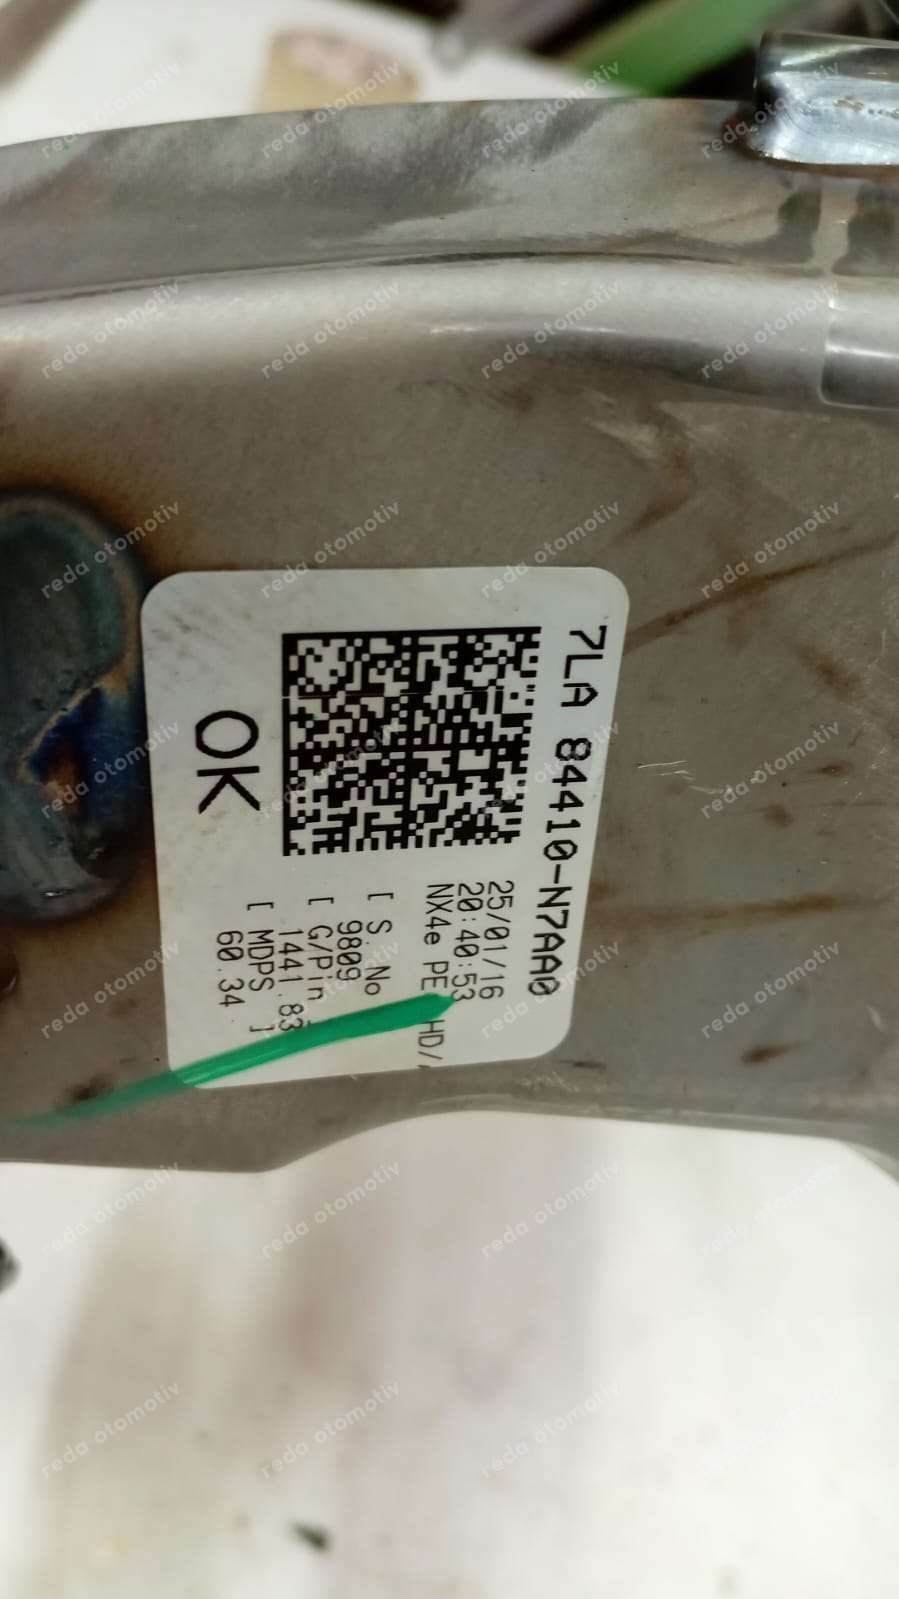 7LA 84410-N7AA0
25/01/16
20:40:53
NX4e PE HD/
[ S.No
9809
[ G/Pin
1441.83
[ MDPS ]
60.34
OK
reda otomotiv